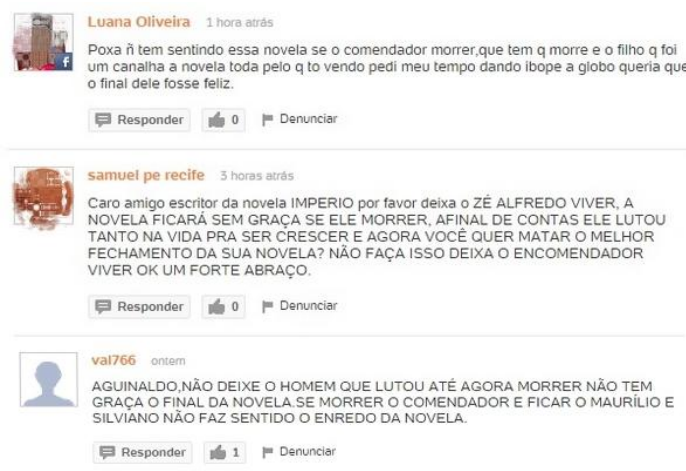 Luana Oliveira 1 hora atrás
Poxa ñ tem sentindo essa novela se o comendador morrer,que tem q morre e o filho q foi
um canalha a novela toda pelo q to vendo pedi meu tempo dando ibope a globo queria que
o final dele fosse feliz.
Responder 0 Denunciar
samuel pe recife 3 horas atrás
Caro amigo escritor da novela IMPERIO por favor deixa o ZÉ ALFREDO VIVER, A
NOVELA FICARÁ SEM GRAÇA SE ELE MORRER, AFINAL DE CONTAS ELE LUTOU
TANTO NA VIDA PRA SER CRESCER E AGORA VOCÊ QUER MATAR O MELHOR
FECHAMENTO DA SUA NOVELA? NÃO FAÇA ISSO DEIXA O ENCOMENDADOR
VIVER OK UM FORTE ABRAÇO.
Responder 0 Denunciar
val766 ontem
AGUINALDO,NÃO DEIXE O HOMEM QUE LUTOU ATÉ AGORA MORRER NÃO TEM
GRAÇA O FINAL DA NOVELA.SE MORRER O COMENDADOR E FICAR O MAURÍLIO E
SILVIANO NÃO FAZ SENTIDO O ENREDO DA NOVELA.
Responder 1 Denunciar